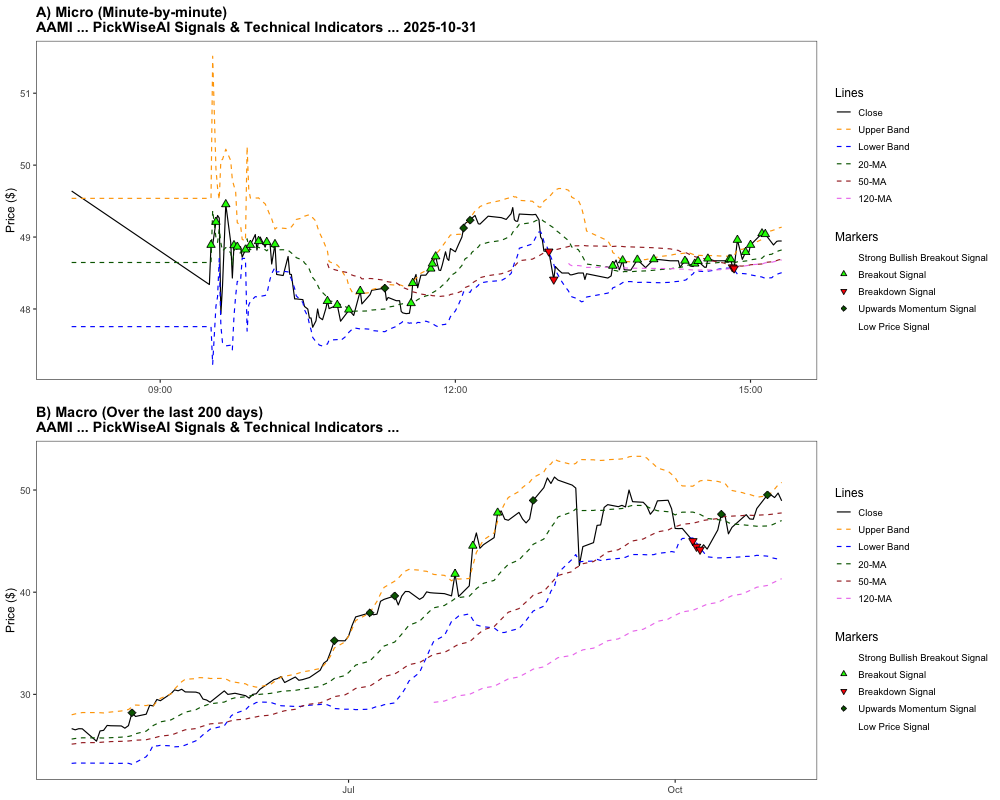 A) Micro (Minute-by-minute)
AAMI ... PickWiseAI Signals & Technical Indicators ... 2025-10-31
Price ($)
51
50
49
48
09:00
12:00
15:00
Lines
Close
Upper Band
Lower Band
20-MA
50-MA
120-MA
Markers
Strong Bullish Breakout Signal
Breakout Signal
Breakdown Signal
Upwards Momentum Signal
Low Price Signal
B) Macro (Over the last 200 days)
AAMI ... PickWiseAI Signals & Technical Indicators ...
Price ($)
50
40
30
Jul
Oct
Lines
Close
Upper Band
Lower Band
20-MA
50-MA
120-MA
Markers
Strong Bullish Breakout Signal
Breakout Signal
Breakdown Signal
Upwards Momentum Signal
Low Price Signal